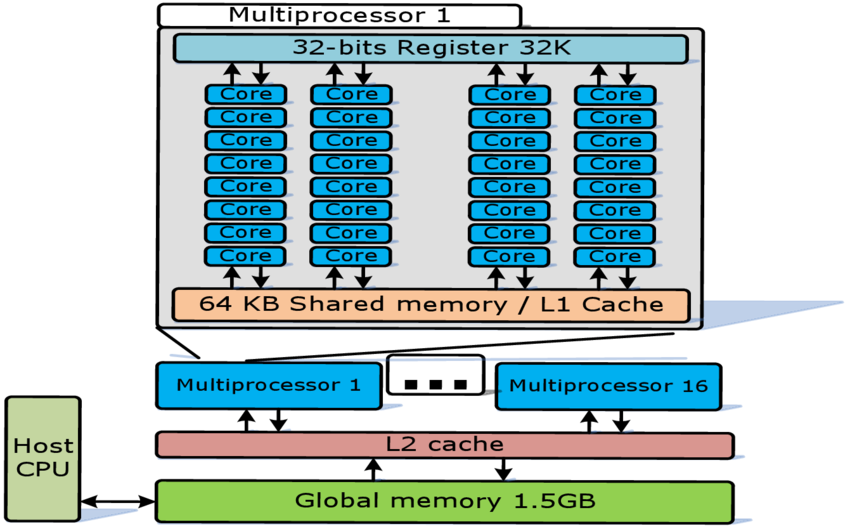 Multiprocessor 1
32-bits Register 32K
Core Core Core Core
Core Core Core Core
Core Core Core Core
Core Core Core Core
Core Core Core Core
Core Core Core Core
Core Core Core Core
Core Core Core Core
64 KB Shared memory / L1 Cache
Multiprocessor 1 ... Multiprocessor 16
L2 cache
Host
CPU
Global memory 1.5GB